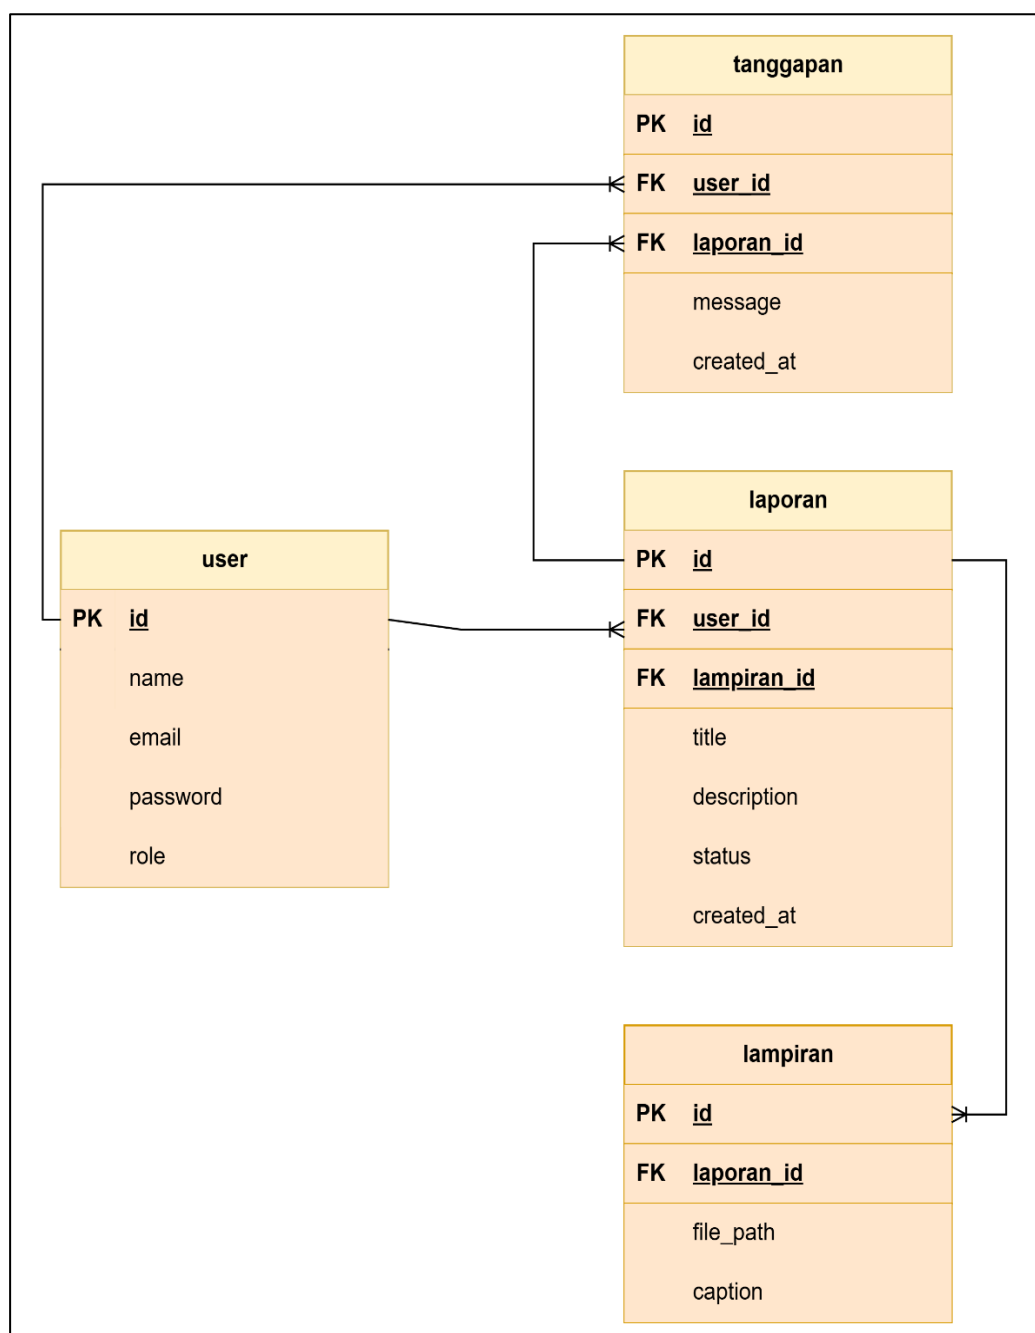 tanggapan
PK id
FK user_id
FK laporan_id
message
created_at
laporan
PK id
FK user_id
FK lampiran_id
title
description
status
created_at
user
PK id
name
email
password
role
lampiran
PK id
FK laporan_id
file_path
caption